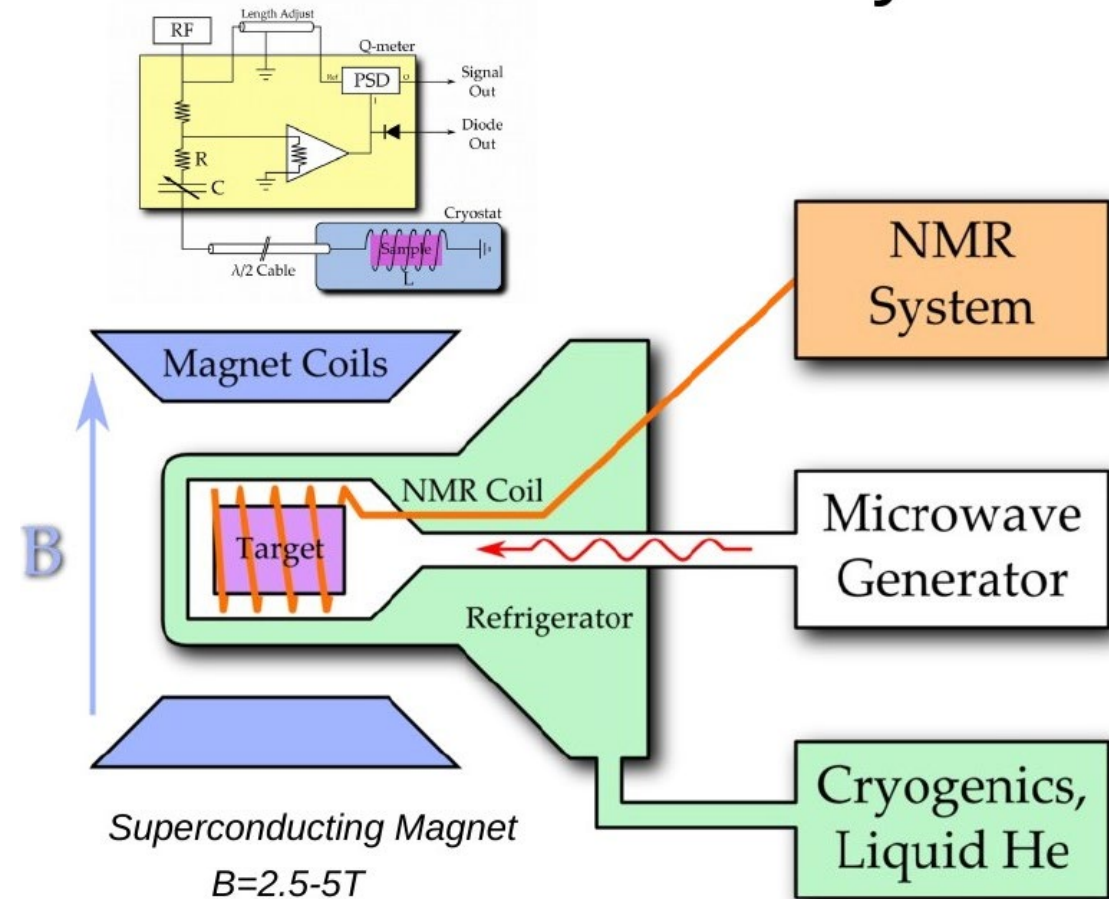 Length Adjust
RF
Q-meter
Ref
PSD
O
Signal
Out
I
Diode
Out
R
C
Cryostat
Sample
λ/2 Cable
L
NMR
System
Magnet Coils
B
NMR Coil
Target
Microwave
Generator
Refrigerator
Cryogenics,
Liquid He
Superconducting Magnet
B=2.5-5T